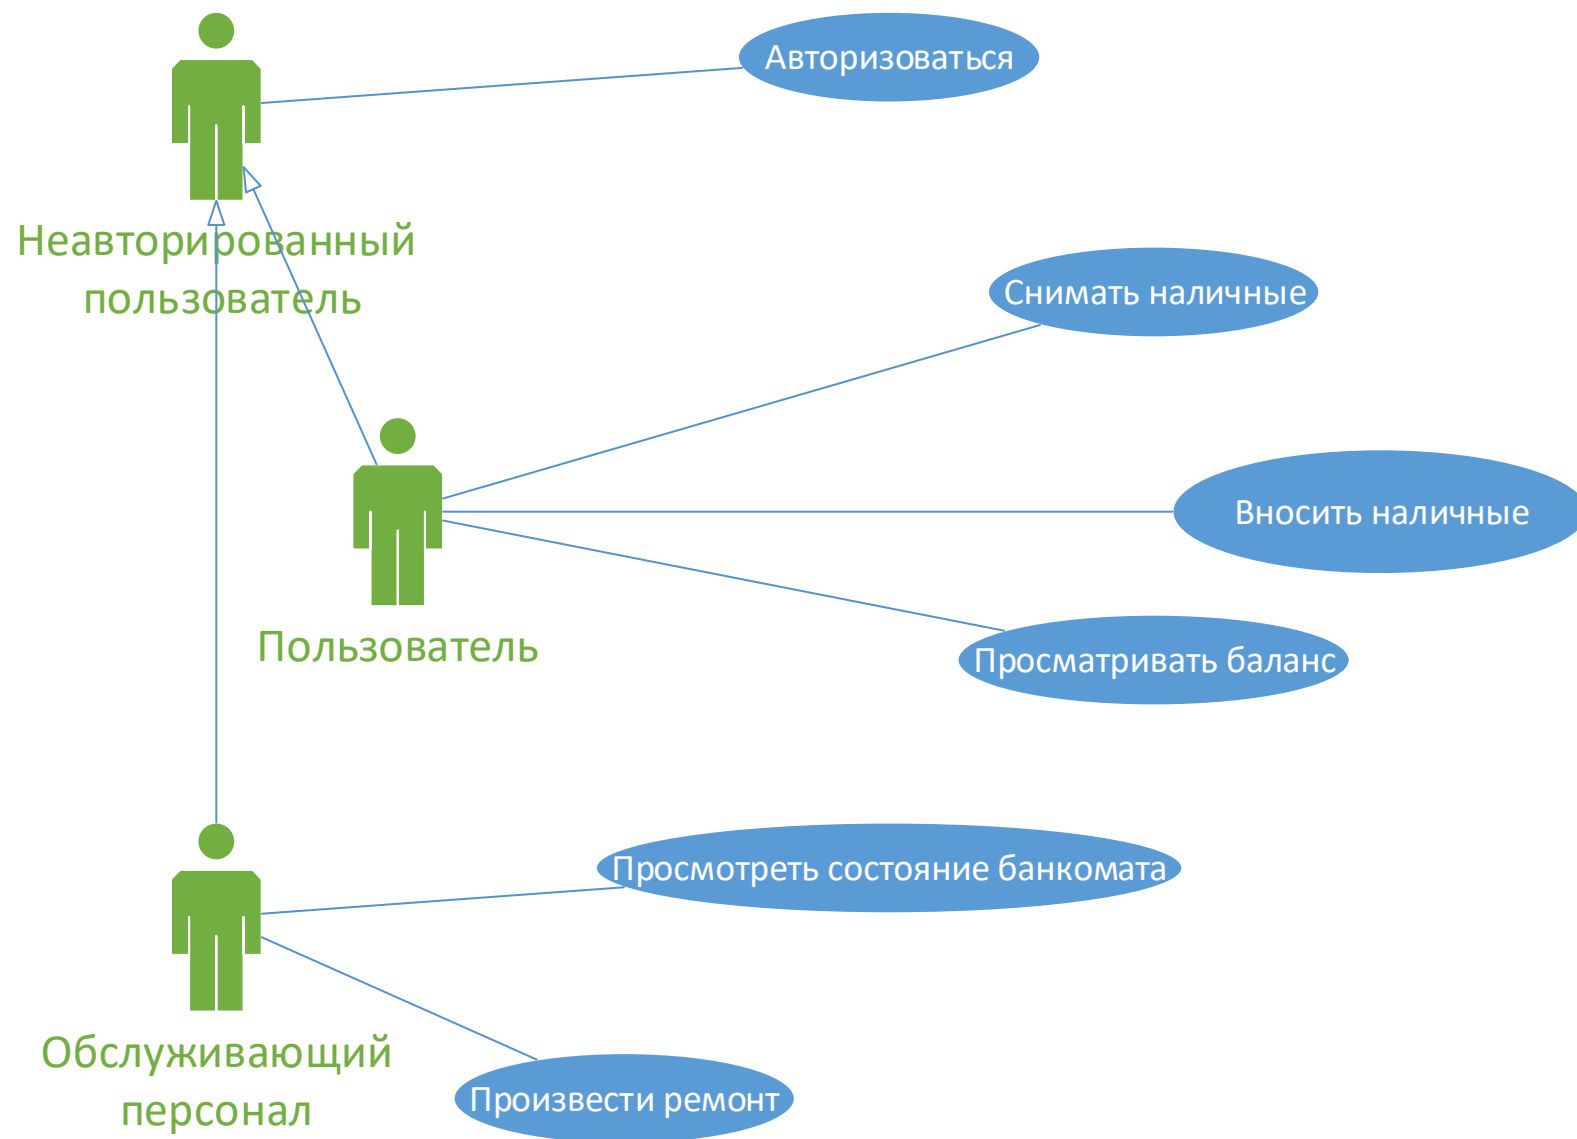 Авторизоваться
Неавторированный
пользователь
Снимать наличные
Вносить наличные
Пользователь
Просматривать баланс
Просмотреть состояние банкомата
Обслуживающий
персонал
Произвести ремонт